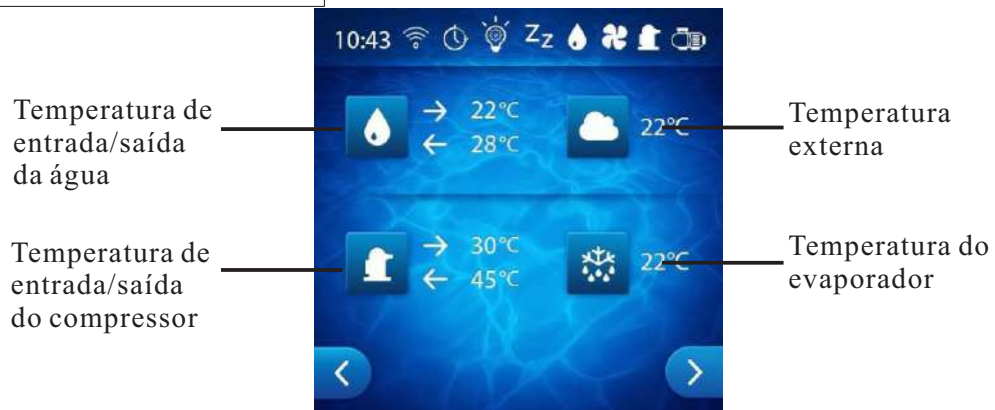 10:43 Zz
Temperatura de
entrada/saída
da água
→ 22°C
← 28°C
22°C
Temperatura
externa
Temperatura de
entrada/saída
do compressor
→ 30°C
← 45°C
22°C
Temperatura do
evaporador